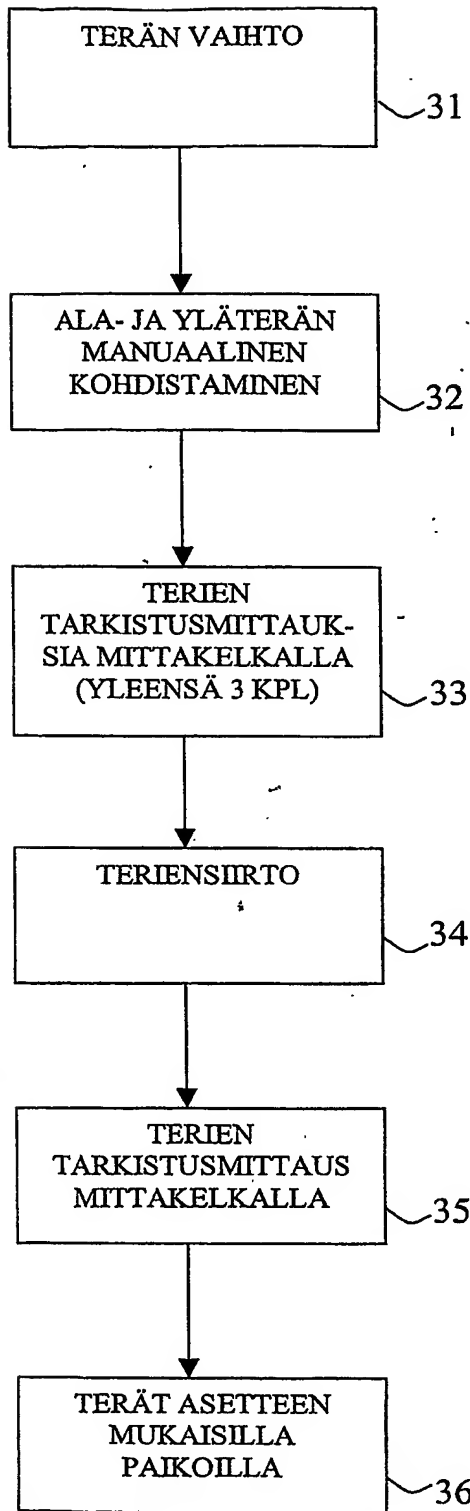 TERÄN VAIHTO
31
ALA- JA YLÄTERÄN
MANUAALINEN
KOHDISTAMINEN
32
TERIEN
TARKISTUSMITTAUK-
SIA MITTAKELKALLA
(YLEENSÄ 3 KPL)
33
TERIENSIIRTO
34
TERIEN
TARKISTUSMITTAUS
MITTAKELKALLA
35
TERÄT ASETTEEN
MUKAISILLA
PAIKOILLA
36